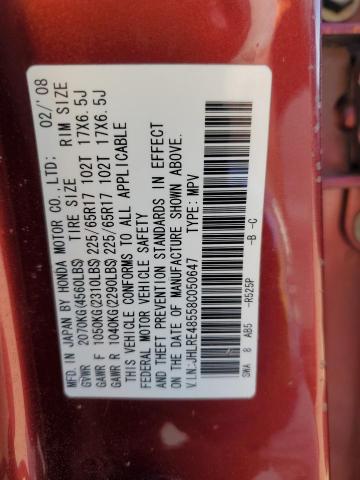 MFD. IN JAPAN BY HONDA MOTOR CO., LTD; 02/'08
TIRE SIZE RIM SIZE
GVWR 2070KG(4560LBS)
GAWR F 1050KG(2310LBS) 225/65R17 102T 17X6.5J
GAWR R 1040KG(2290LBS) 225/65R17 102T 17X6.5J
THIS VEHICLE CONFORMS TO ALL APPLICABLE
FEDERAL MOTOR VEHICLE SAFETY
AND THEFT PREVENTION STANDARDS IN EFFECT
ON THE DATE OF MANUFACTURE SHOWN ABOVE.
V.I.N:JHLRE48558C050647 TYPE: MPV
SWA 8 AB5 -R525P -B -C